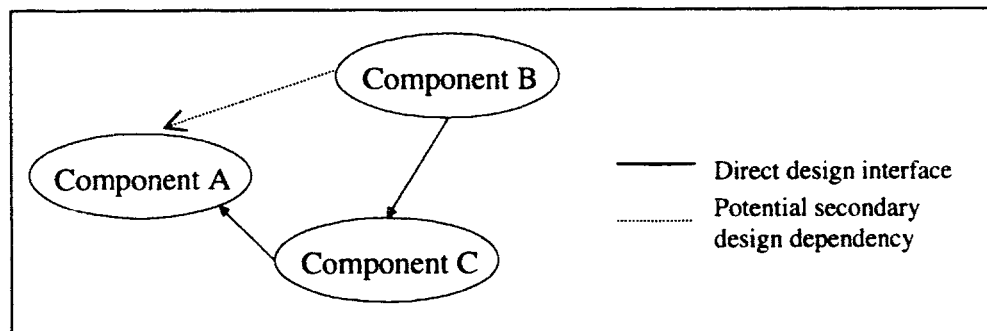 Component B
Component A
Component C
Direct design interface
Potential secondary
design dependency